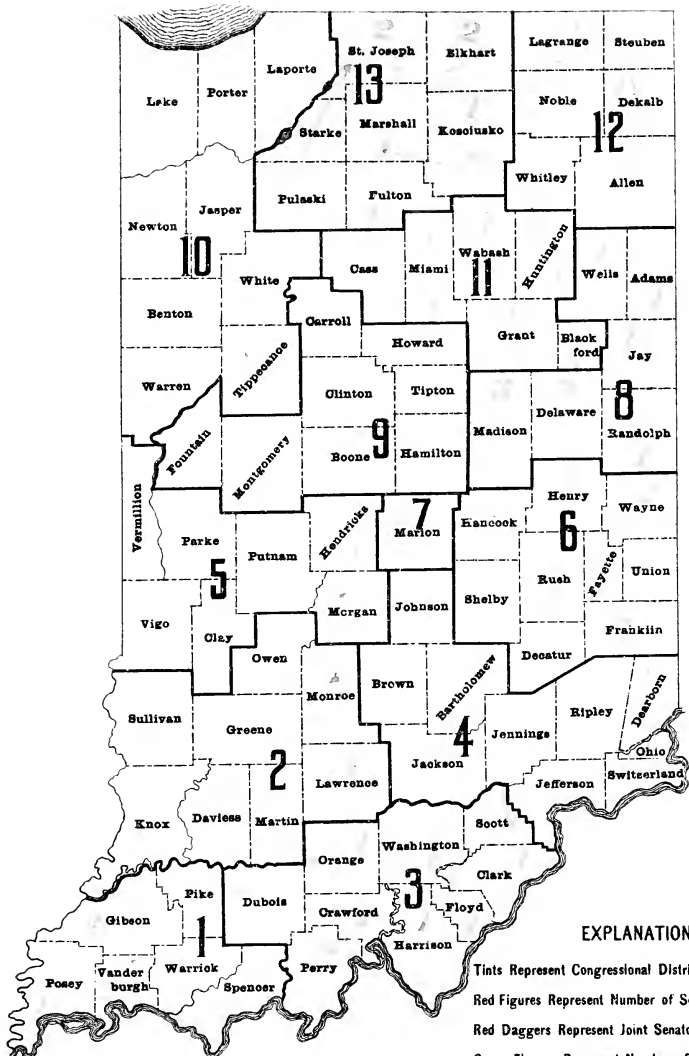 St. Joseph
Elkhart
Lagrange
Steuben
Laporte
13
Lake
Porter
Noble
Dekalb
Starke
Marshall
Kosciusko
12
Whitley
Allen
Pulaski
Fulton
Jasper
Newton
10
Wabash
Huntington
Cass
Miami
11
Wells
Adams
White
Benton
Carroll
Grant
Black
ford
Howard
Jay
Tippecanoe
Warren
Clinton
Tipton
Delaware
8
Madison
Randolph
Fountain
Montgomery
9
Boone
Hamilton
Vermillion
Hendricks
7
Marion
Henry
Hancock
6
Wayne
Parke
Putnam
5
Rush
Fayette
Union
Vigo
Clay
Morgan
Johnson
Shelby
Franklin
Owen
Decatur
Monroe
Brown
Bartholomew
Sullivan
Greene
Ripley
Dearborn
4
Jennings
Ohio
2
Jackson
Switzerland
Lawrence
Jefferson
Knox
Daviess
Martin
Scott
Orange
Washington
Clark
3
Pike
Dubois
Floyd
Gibson
Crawford
1
Harrison
Posey
Vander
burgh
Warrick
Spencer
Perry
EXPLANATION
Tints Represent Congressional Distri
Red Figures Represent Number of S
Red Daggers Represent Joint Senato